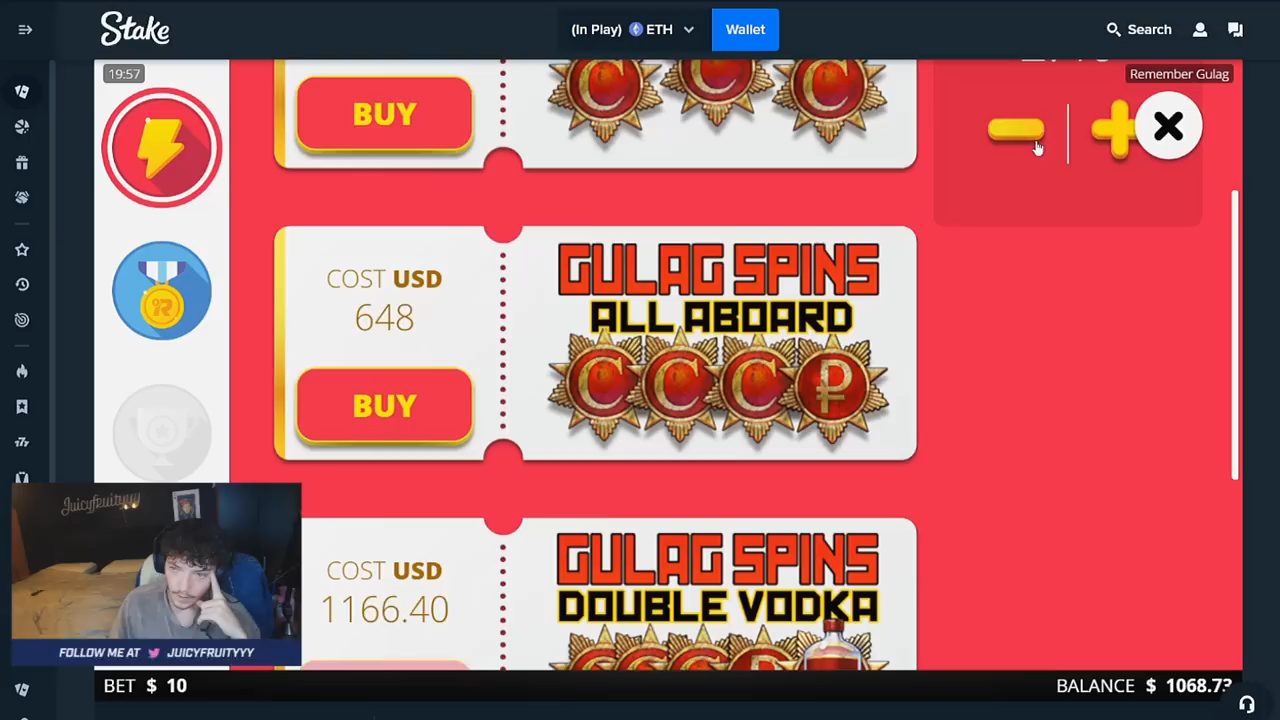 Stake
(In Play) ETH
Wallet
Search
19:57
Remember Gulag
BUY
C C C
COST USD
648
BUY
GULAG SPINS
ALL ABOARD
C C C ₽
COST USD
1166.40
GULAG SPINS
DOUBLE VODKA
Juicyfruityyy
FOLLOW ME AT JUICYFRUITYYY
BET $ 10
BALANCE $ 1068.73